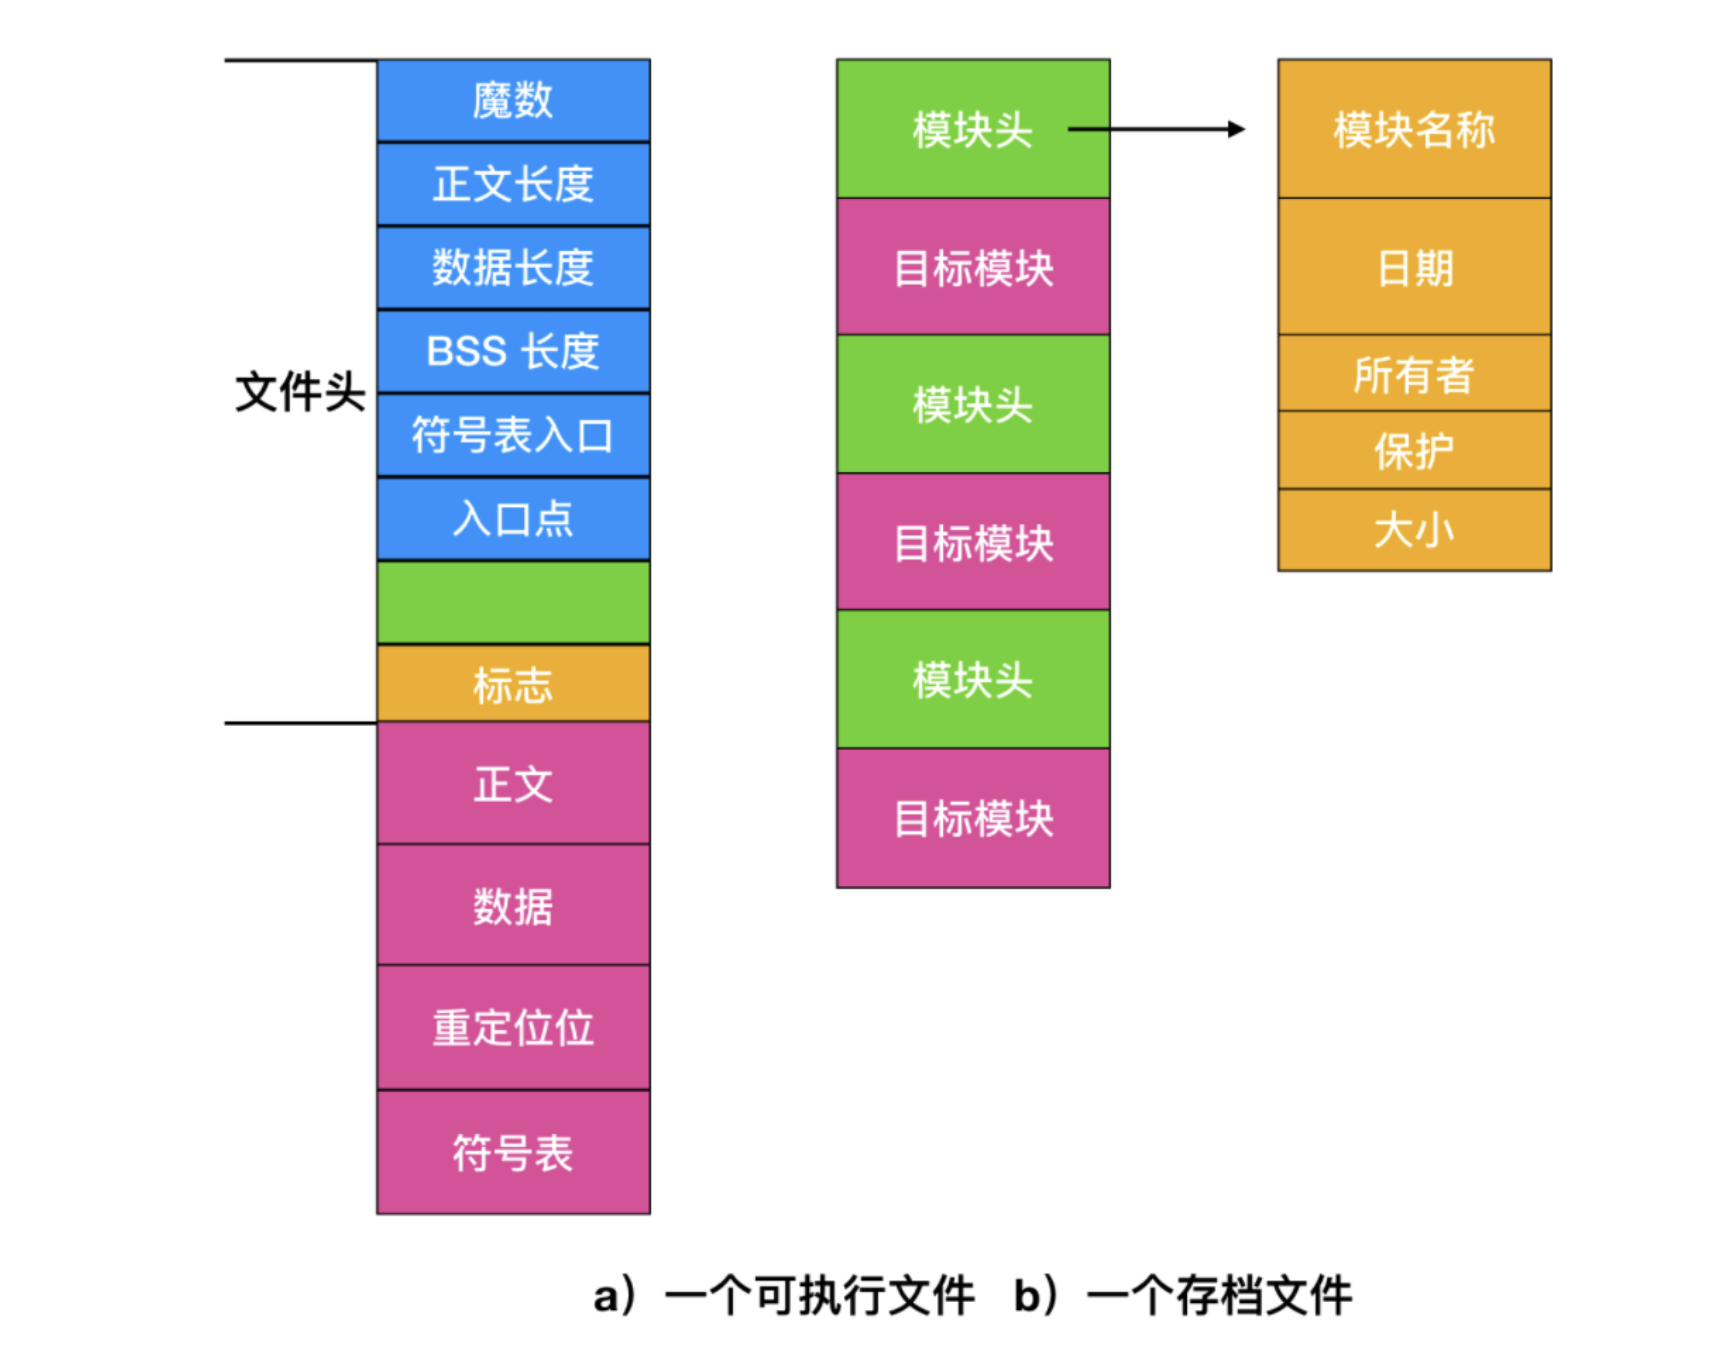 文件头
魔数
正文长度
数据长度
BSS 长度
符号表入口
入口点
标志
正文
数据
重定位位
符号表
模块头
目标模块
模块头
目标模块
模块头
目标模块
模块名称
日期
所有者
保护
大小
a）一个可执行文件 b）一个存档文件